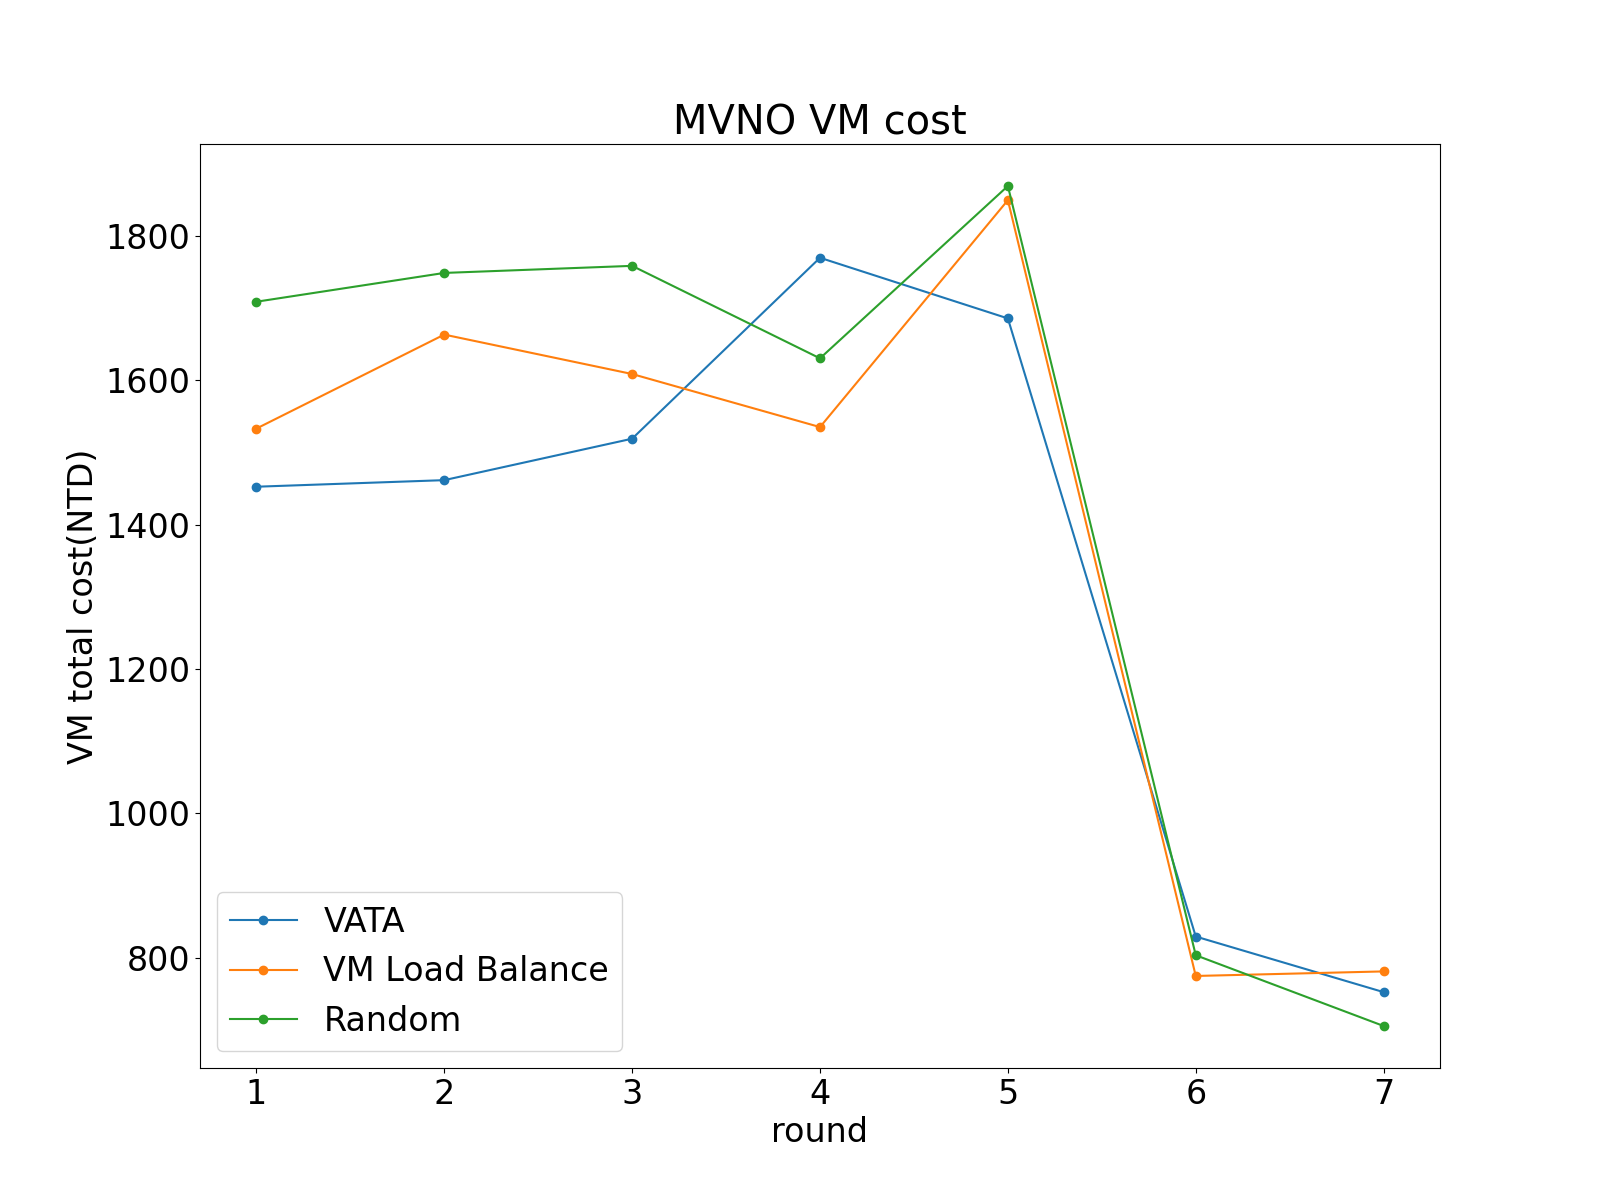 MVNO VM cost
VM total cost(NTD)
1800
1600
1400
1200
1000
800
VATA
VM Load Balance
Random
1 2 3 4 5 6 7
round